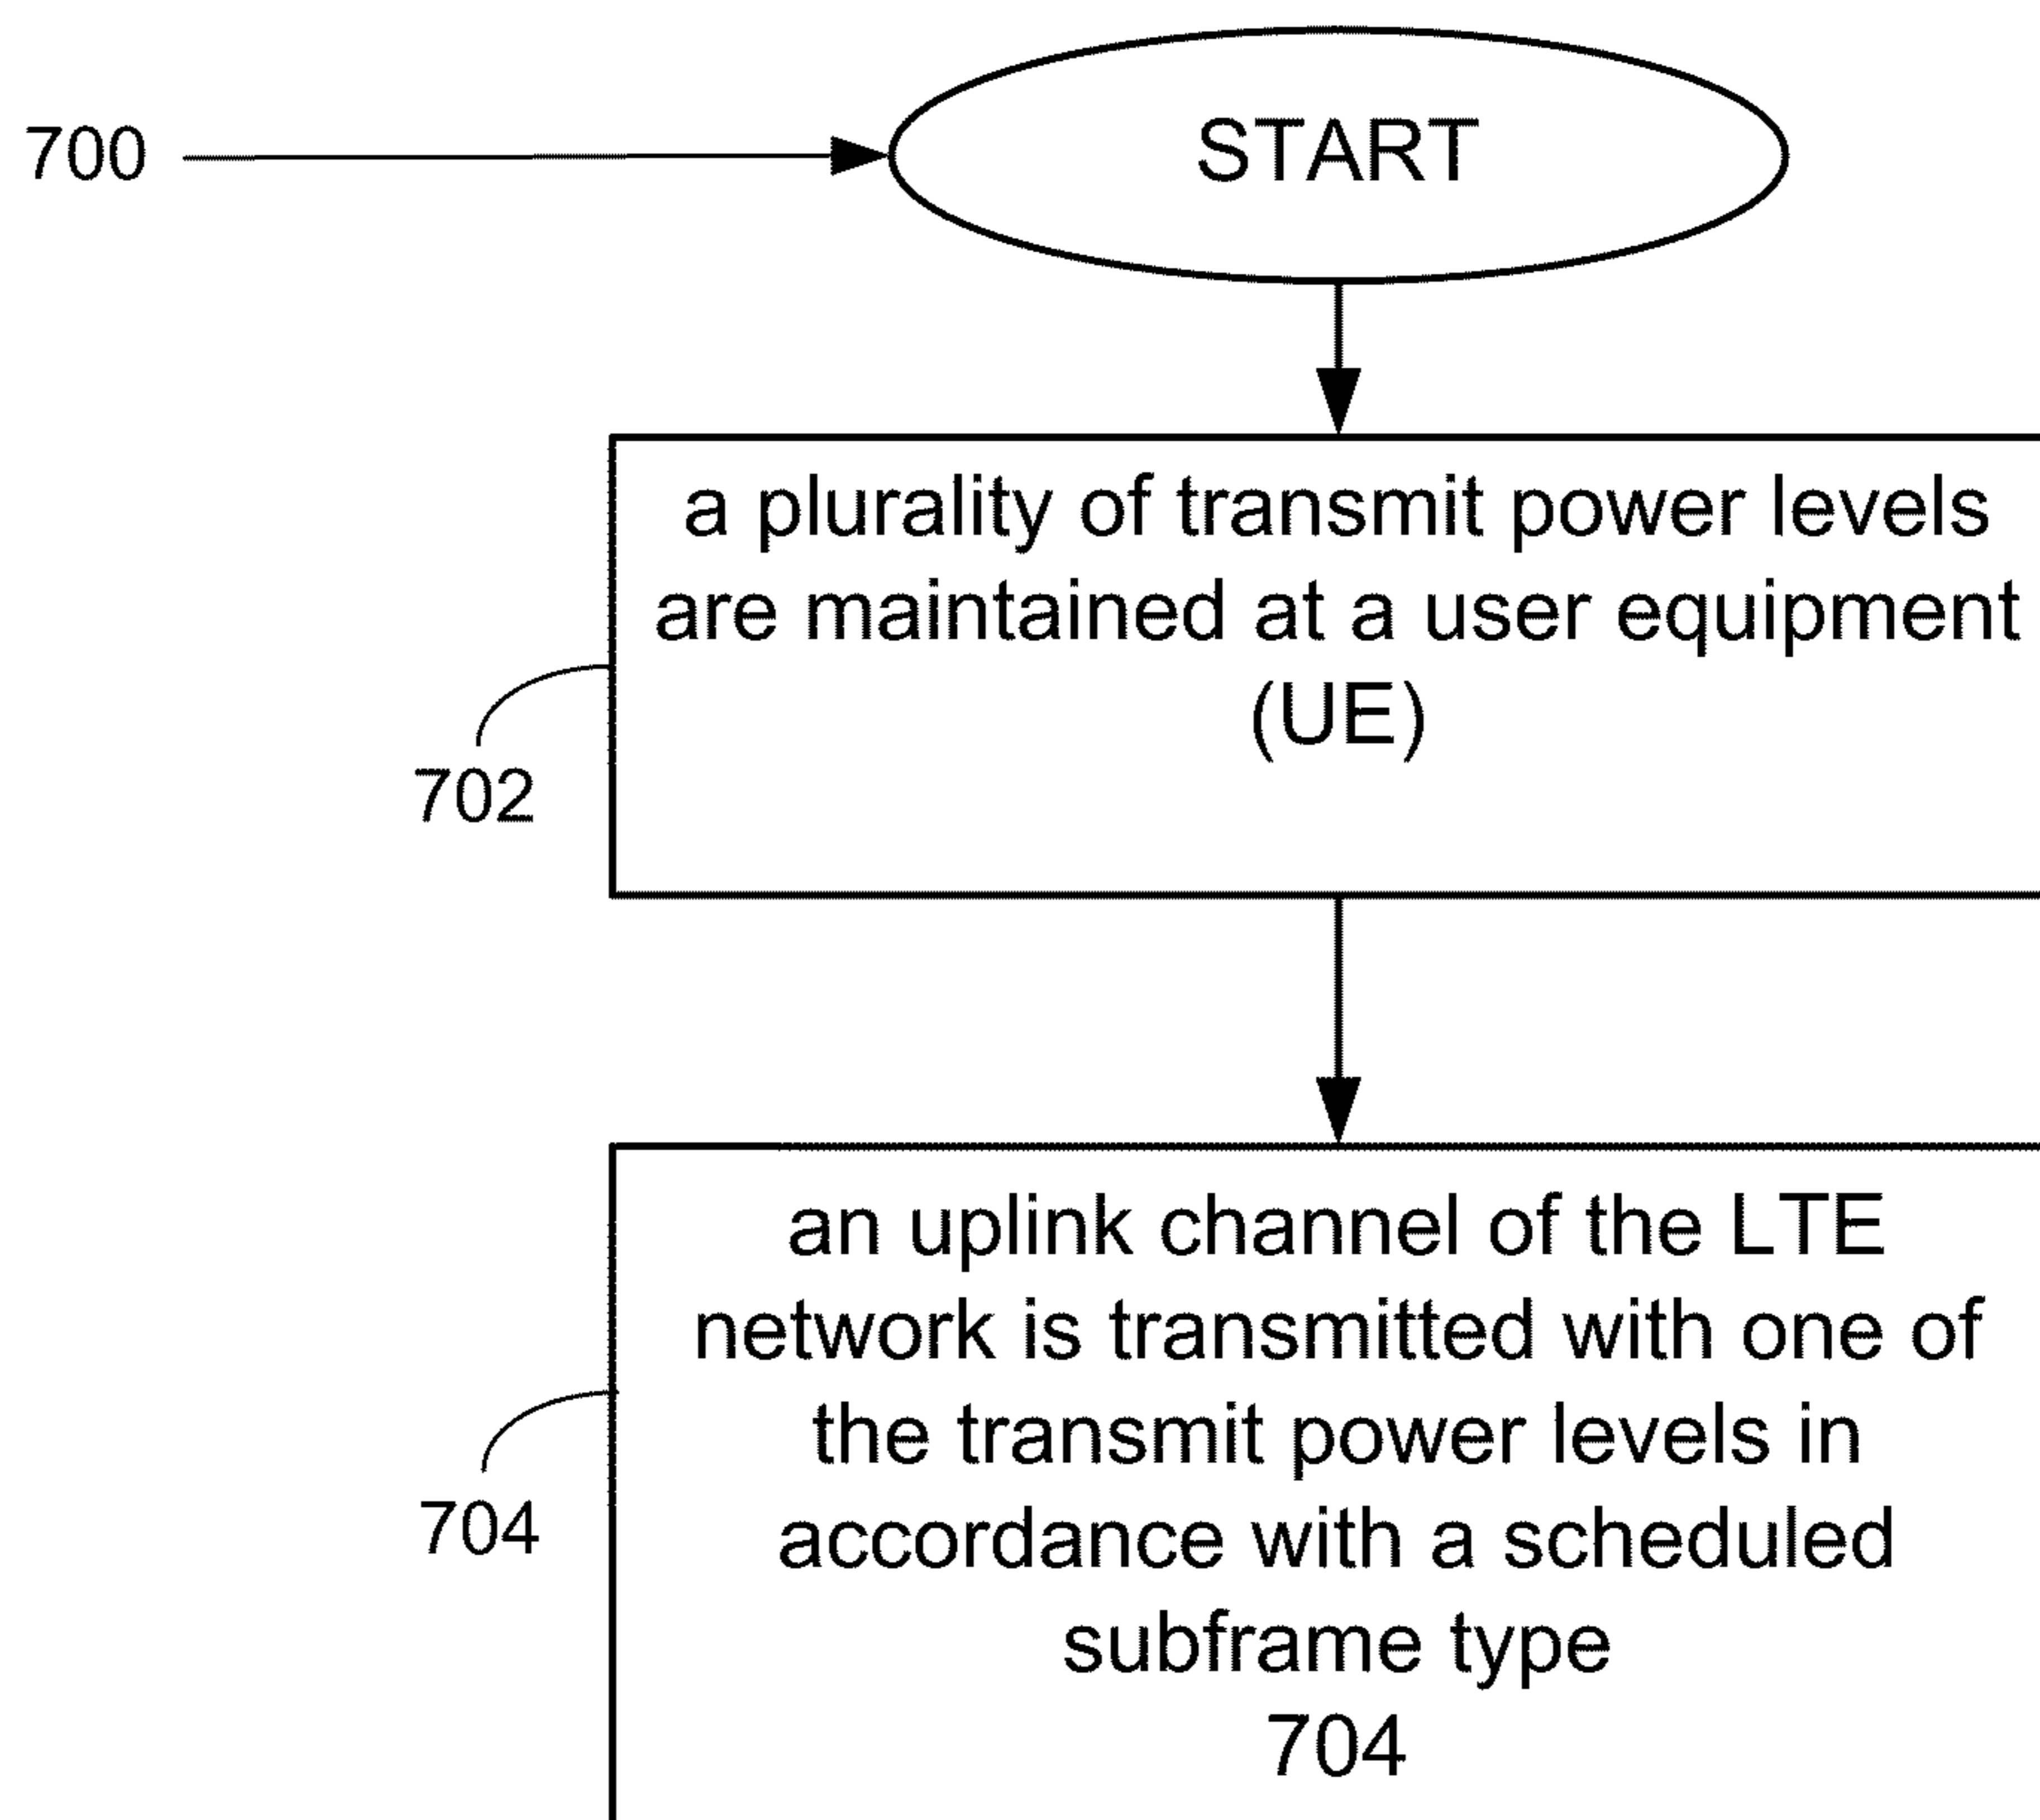 700
START
a plurality of transmit power levels
are maintained at a user equipment
(UE)
702
an uplink channel of the LTE
network is transmitted with one of
the transmit power levels in
accordance with a scheduled
subframe type
704
704